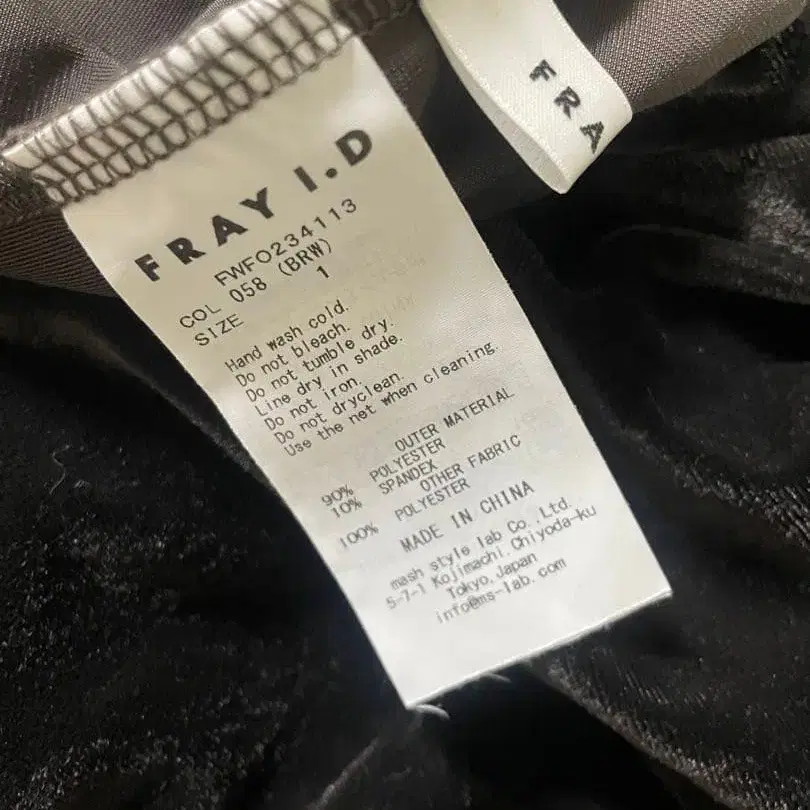 FRAY I.D
FWFO234113
COL 058 (BRW)
SIZE 1
Hand wash cold.
Do not bleach.
Do not tumble dry.
Line dry in shade.
Do not iron.
Do not dryclean.
Use the net when cleaning.
OUTER MATERIAL
90% POLYESTER
10% SPANDEX
OTHER FABRIC
100% POLYESTER
MADE IN CHINA
mash style lab Co.,Ltd.
5-7-1 Kojimachi,Chiyoda-ku
Tokyo,Japan
info@ms-lab.com
FRA